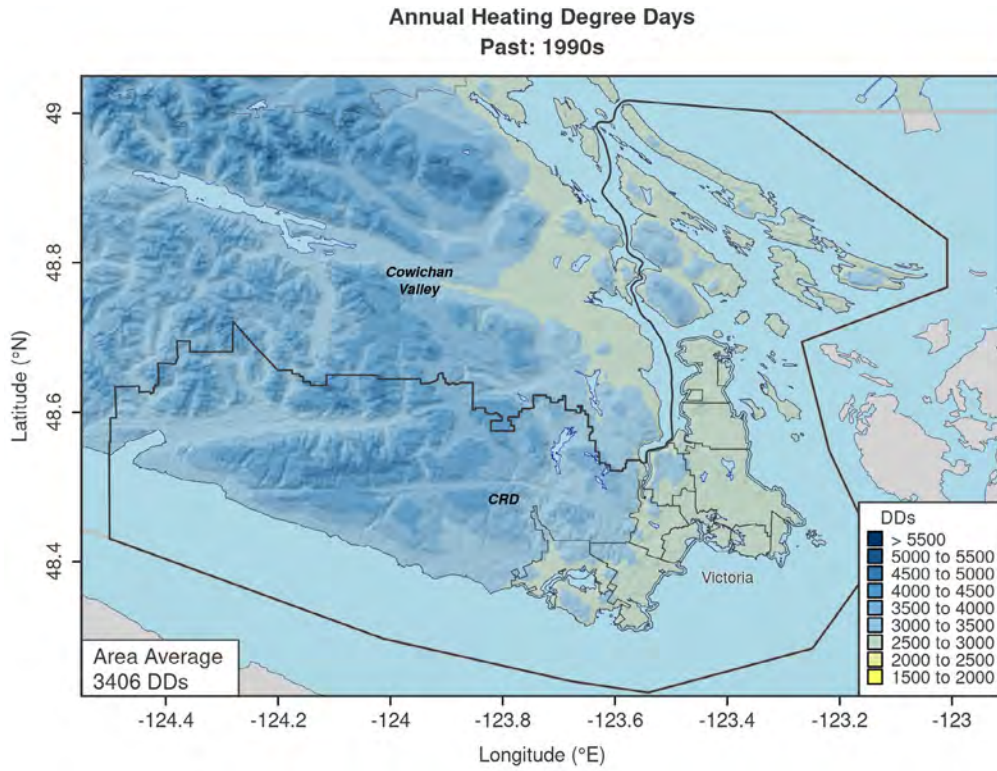 Annual Heating Degree Days
Past: 1990s
Latitude (°N)
49
48.8
48.6
48.4
Cowichan
Valley
CRD
Victoria
DDs
> 5500
5000 to 5500
4500 to 5000
4000 to 4500
3500 to 4000
3000 to 3500
2500 to 3000
2000 to 2500
1500 to 2000
Area Average
3406 DDs
-124.4
-124.2
-124
-123.8
-123.6
-123.4
-123.2
-123
Longitude (°E)